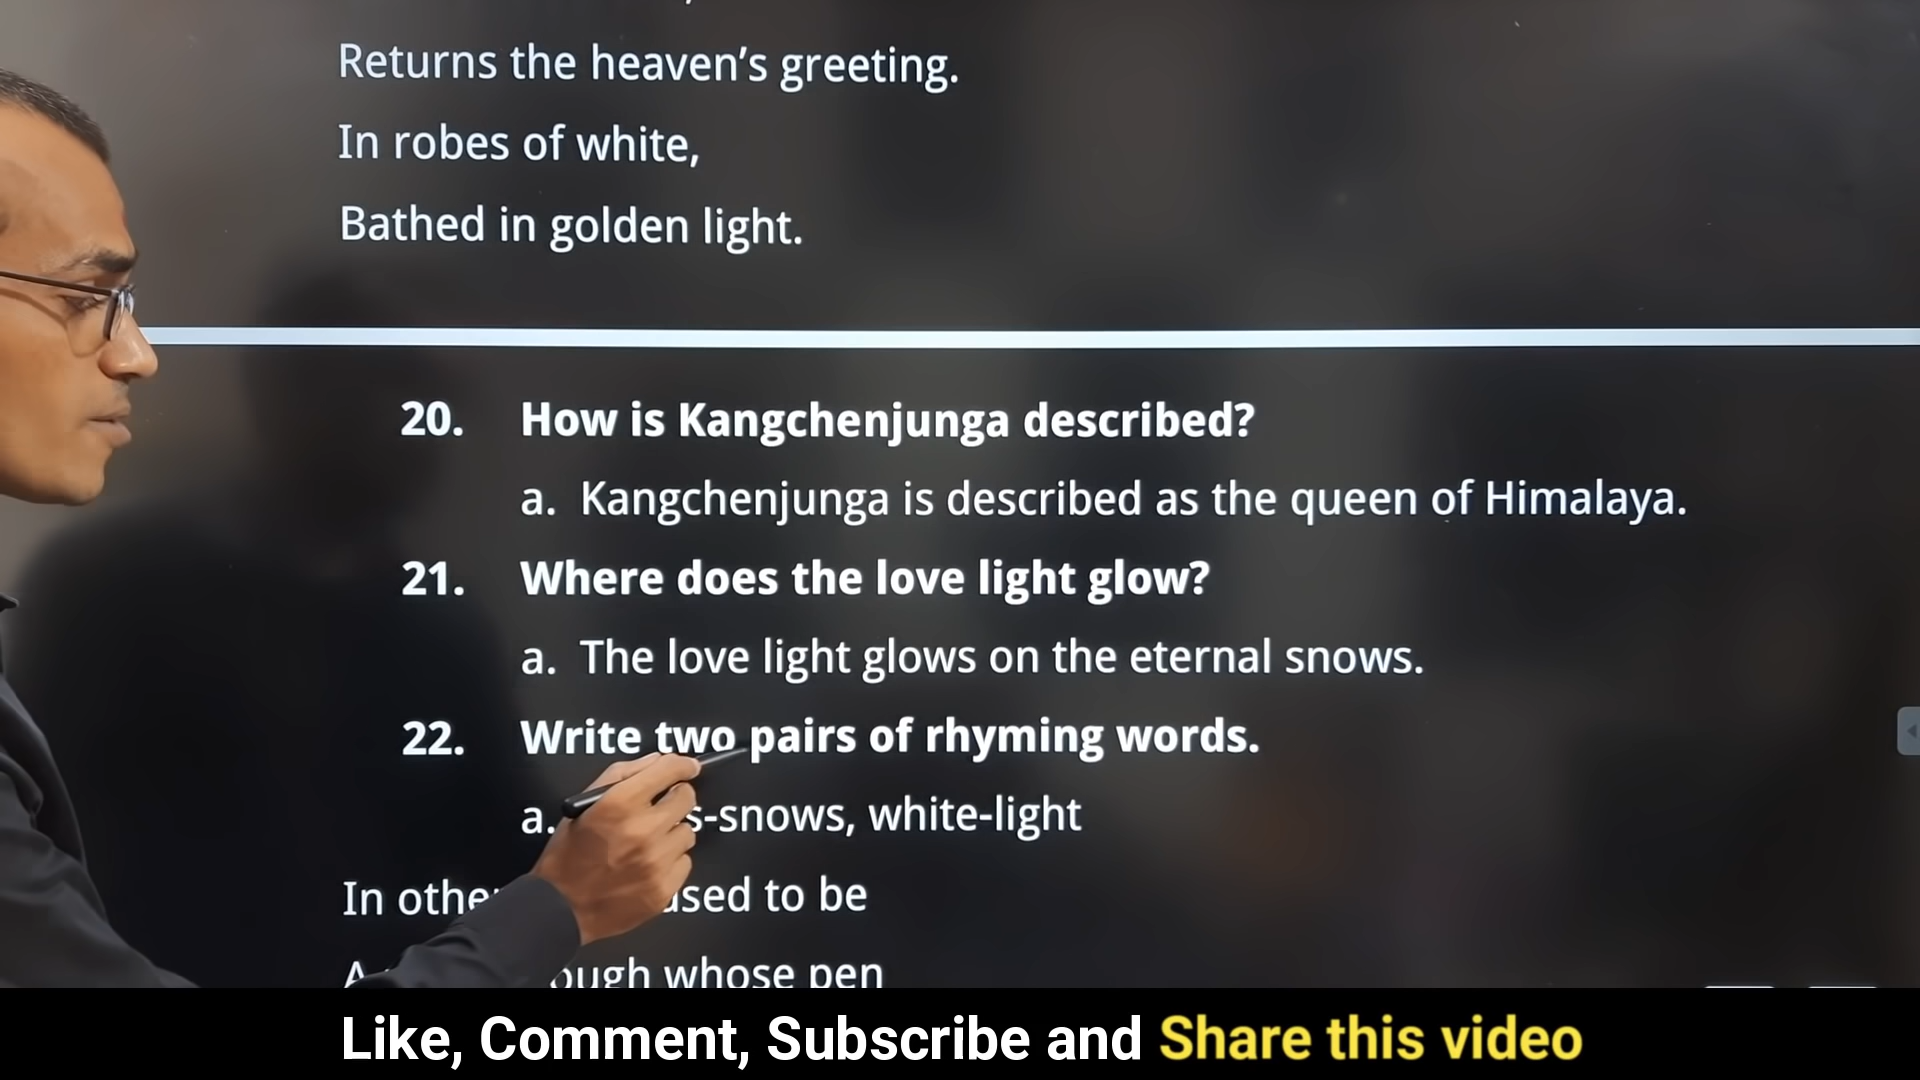 Returns the heaven’s greeting.
In robes of white,
Bathed in golden light.
20. How is Kangchenjunga described?
a. Kangchenjunga is described as the queen of Himalaya.
21. Where does the love light glow?
a. The love light glows on the eternal snows.
22. Write two pairs of rhyming words.
a. s-snows, white-light
In to be
whose pen
Like, Comment, Subscribe and Share this video